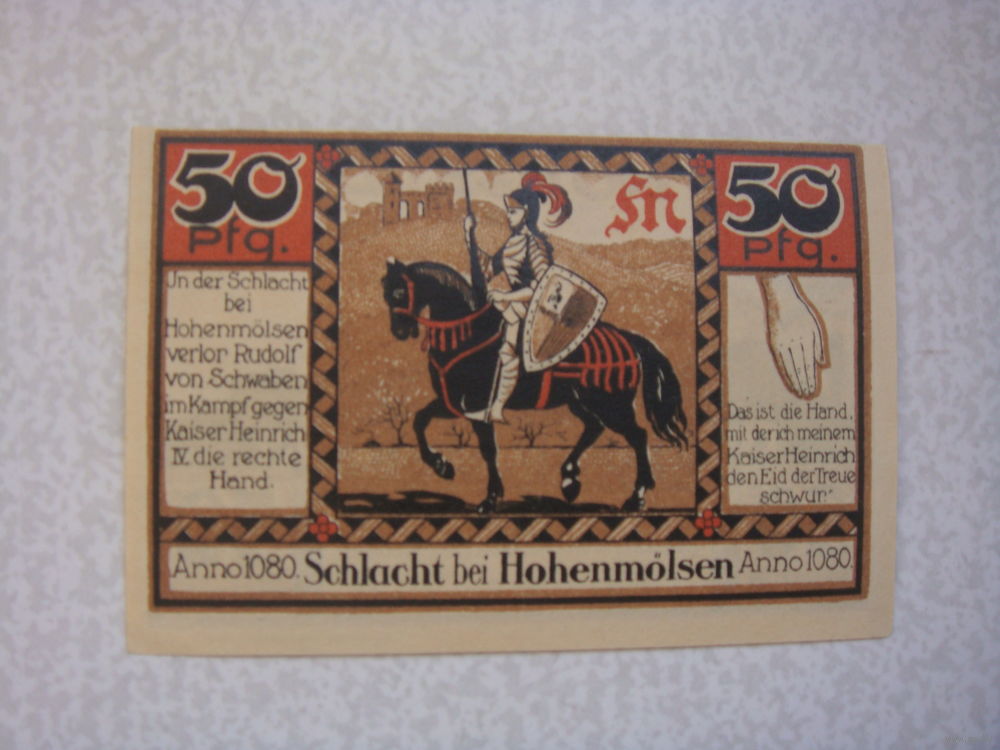 50
Pfg.
Jn der Schlacht
bei
Hohenmölsen
verlor Rudolf
von Schwaben
im Kampf gegen
Kaiser Heinrich
IV. die rechte
Hand.
50
Pfg.
Das ist die Hand,
mit der ich meinem
Kaiser Heinrich
den Eid der Treue
schwur."
Anno 1080. Schlacht bei Hohenmölsen Anno 1080.